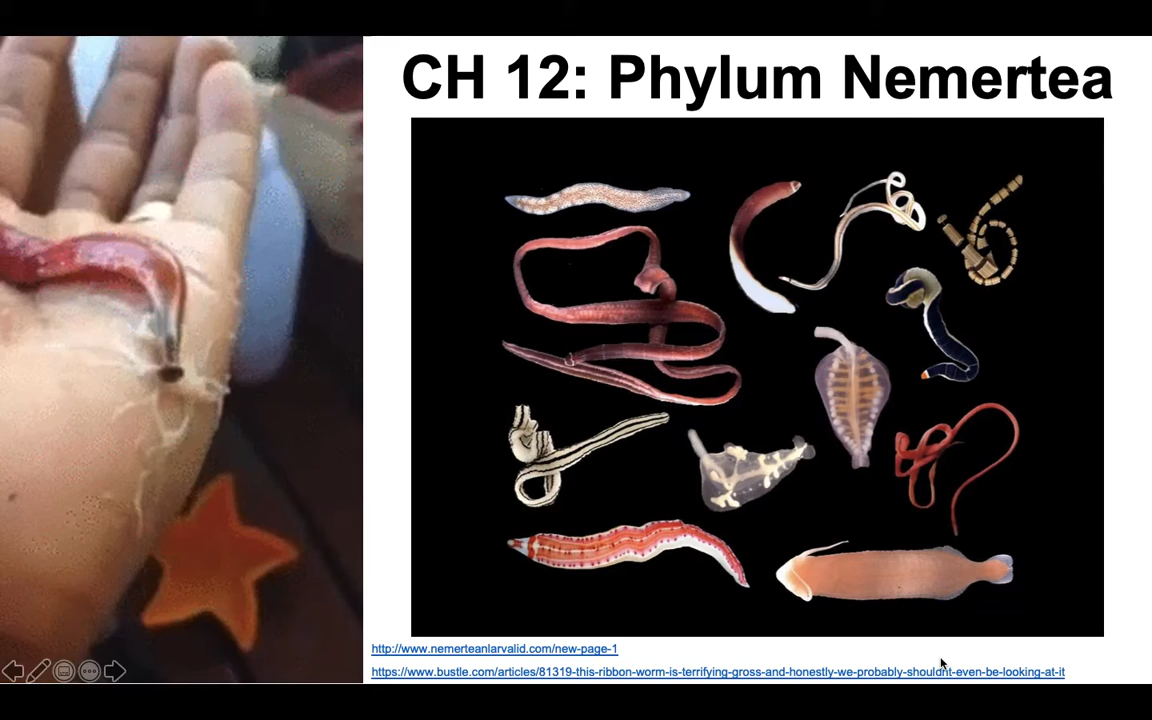 CH 12: Phylum Nemertea
http://www.nemerteanlarvalid.com/new-page-1
https://www.bustle.com/articles/81319-this-ribbon-worm-is-terrifying-gross-and-honestly-we-probably-shouldnt-even-be-looking-at-it